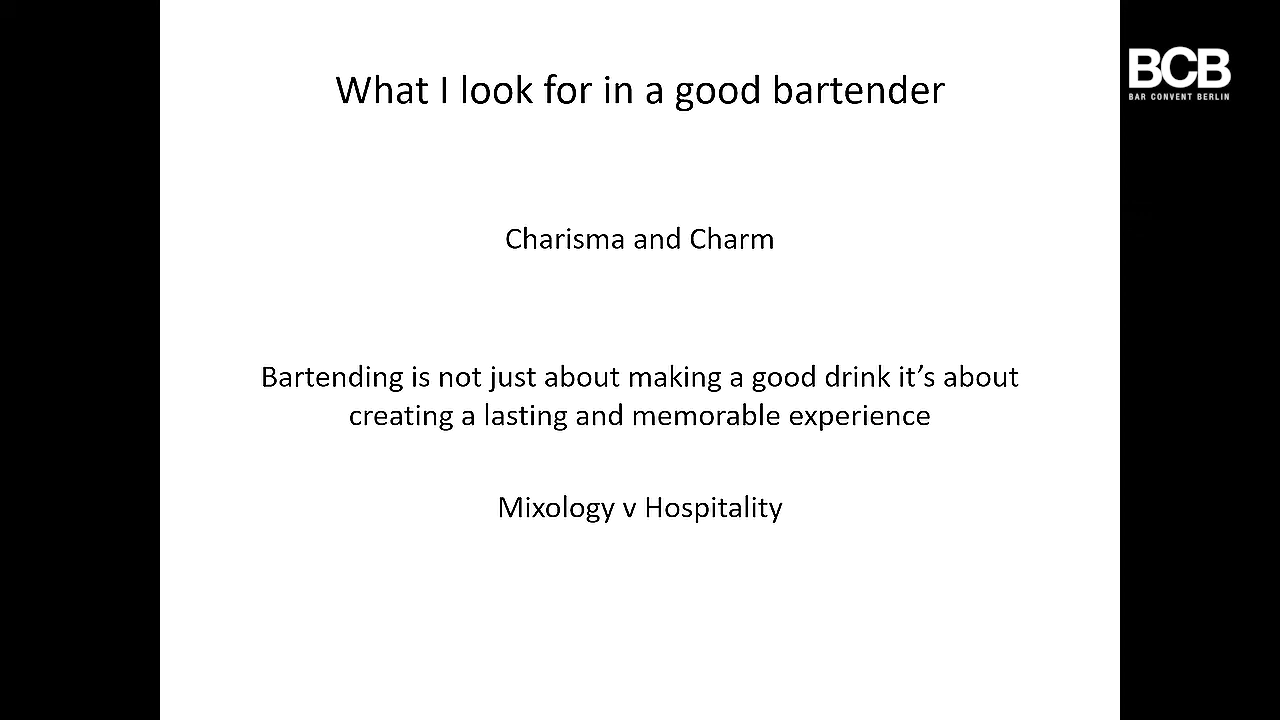 What I look for in a good bartender
BCB
BAR CONVENT BERLIN
Charisma and Charm
Bartending is not just about making a good drink it’s about
creating a lasting and memorable experience
Mixology v Hospitality